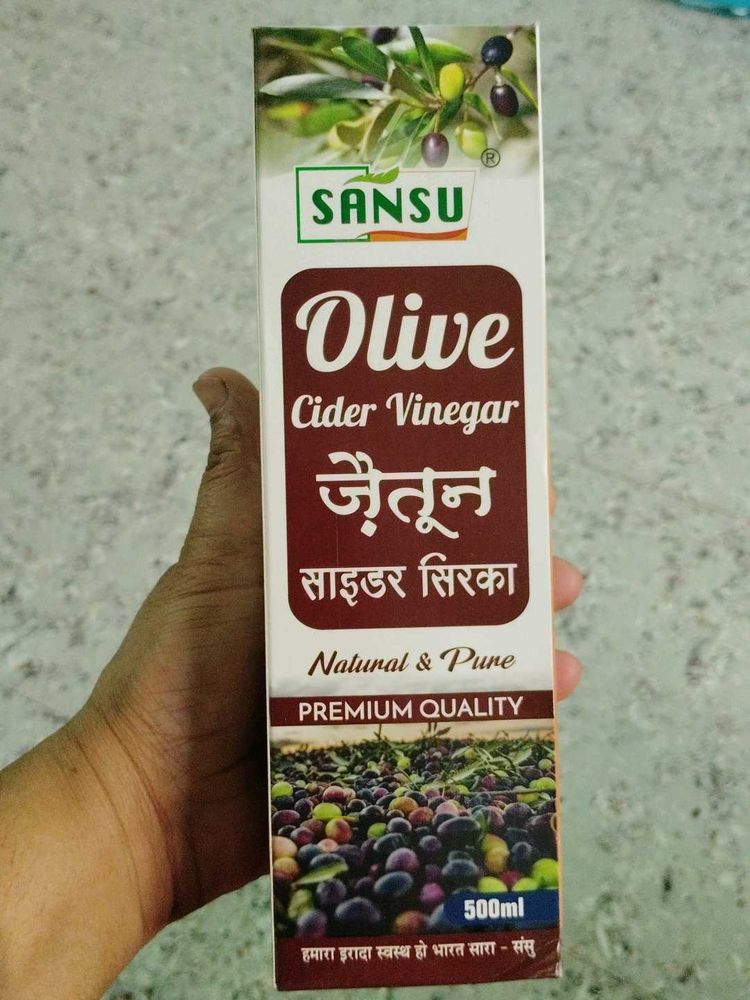 SANSU®
Olive
Cider Vinegar
ज़ैतून
साइडर सिरका
Natural & Pure
PREMIUM QUALITY
500ml
हमारा इरादा स्वस्थ हो भारत सारा - संसु